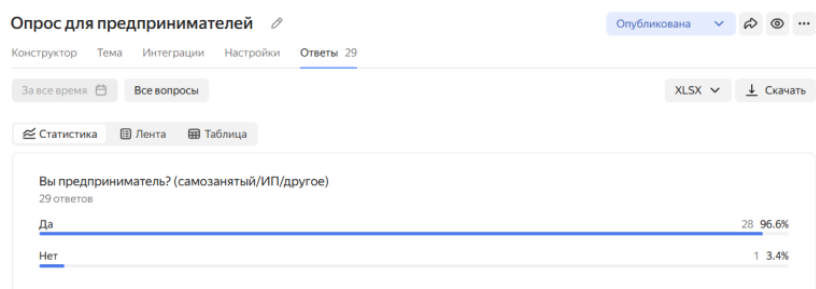 Опрос для предпринимателей
Опубликована
Конструктор Тема Интеграции Настройки Ответы 29
За все время Все вопросы XLSX Скачать
Статистика Лента Таблица
Вы предприниматель? (самозанятый/ИП/другое)
29 ответов
Да 28 96.6%
Нет 1 3.4%